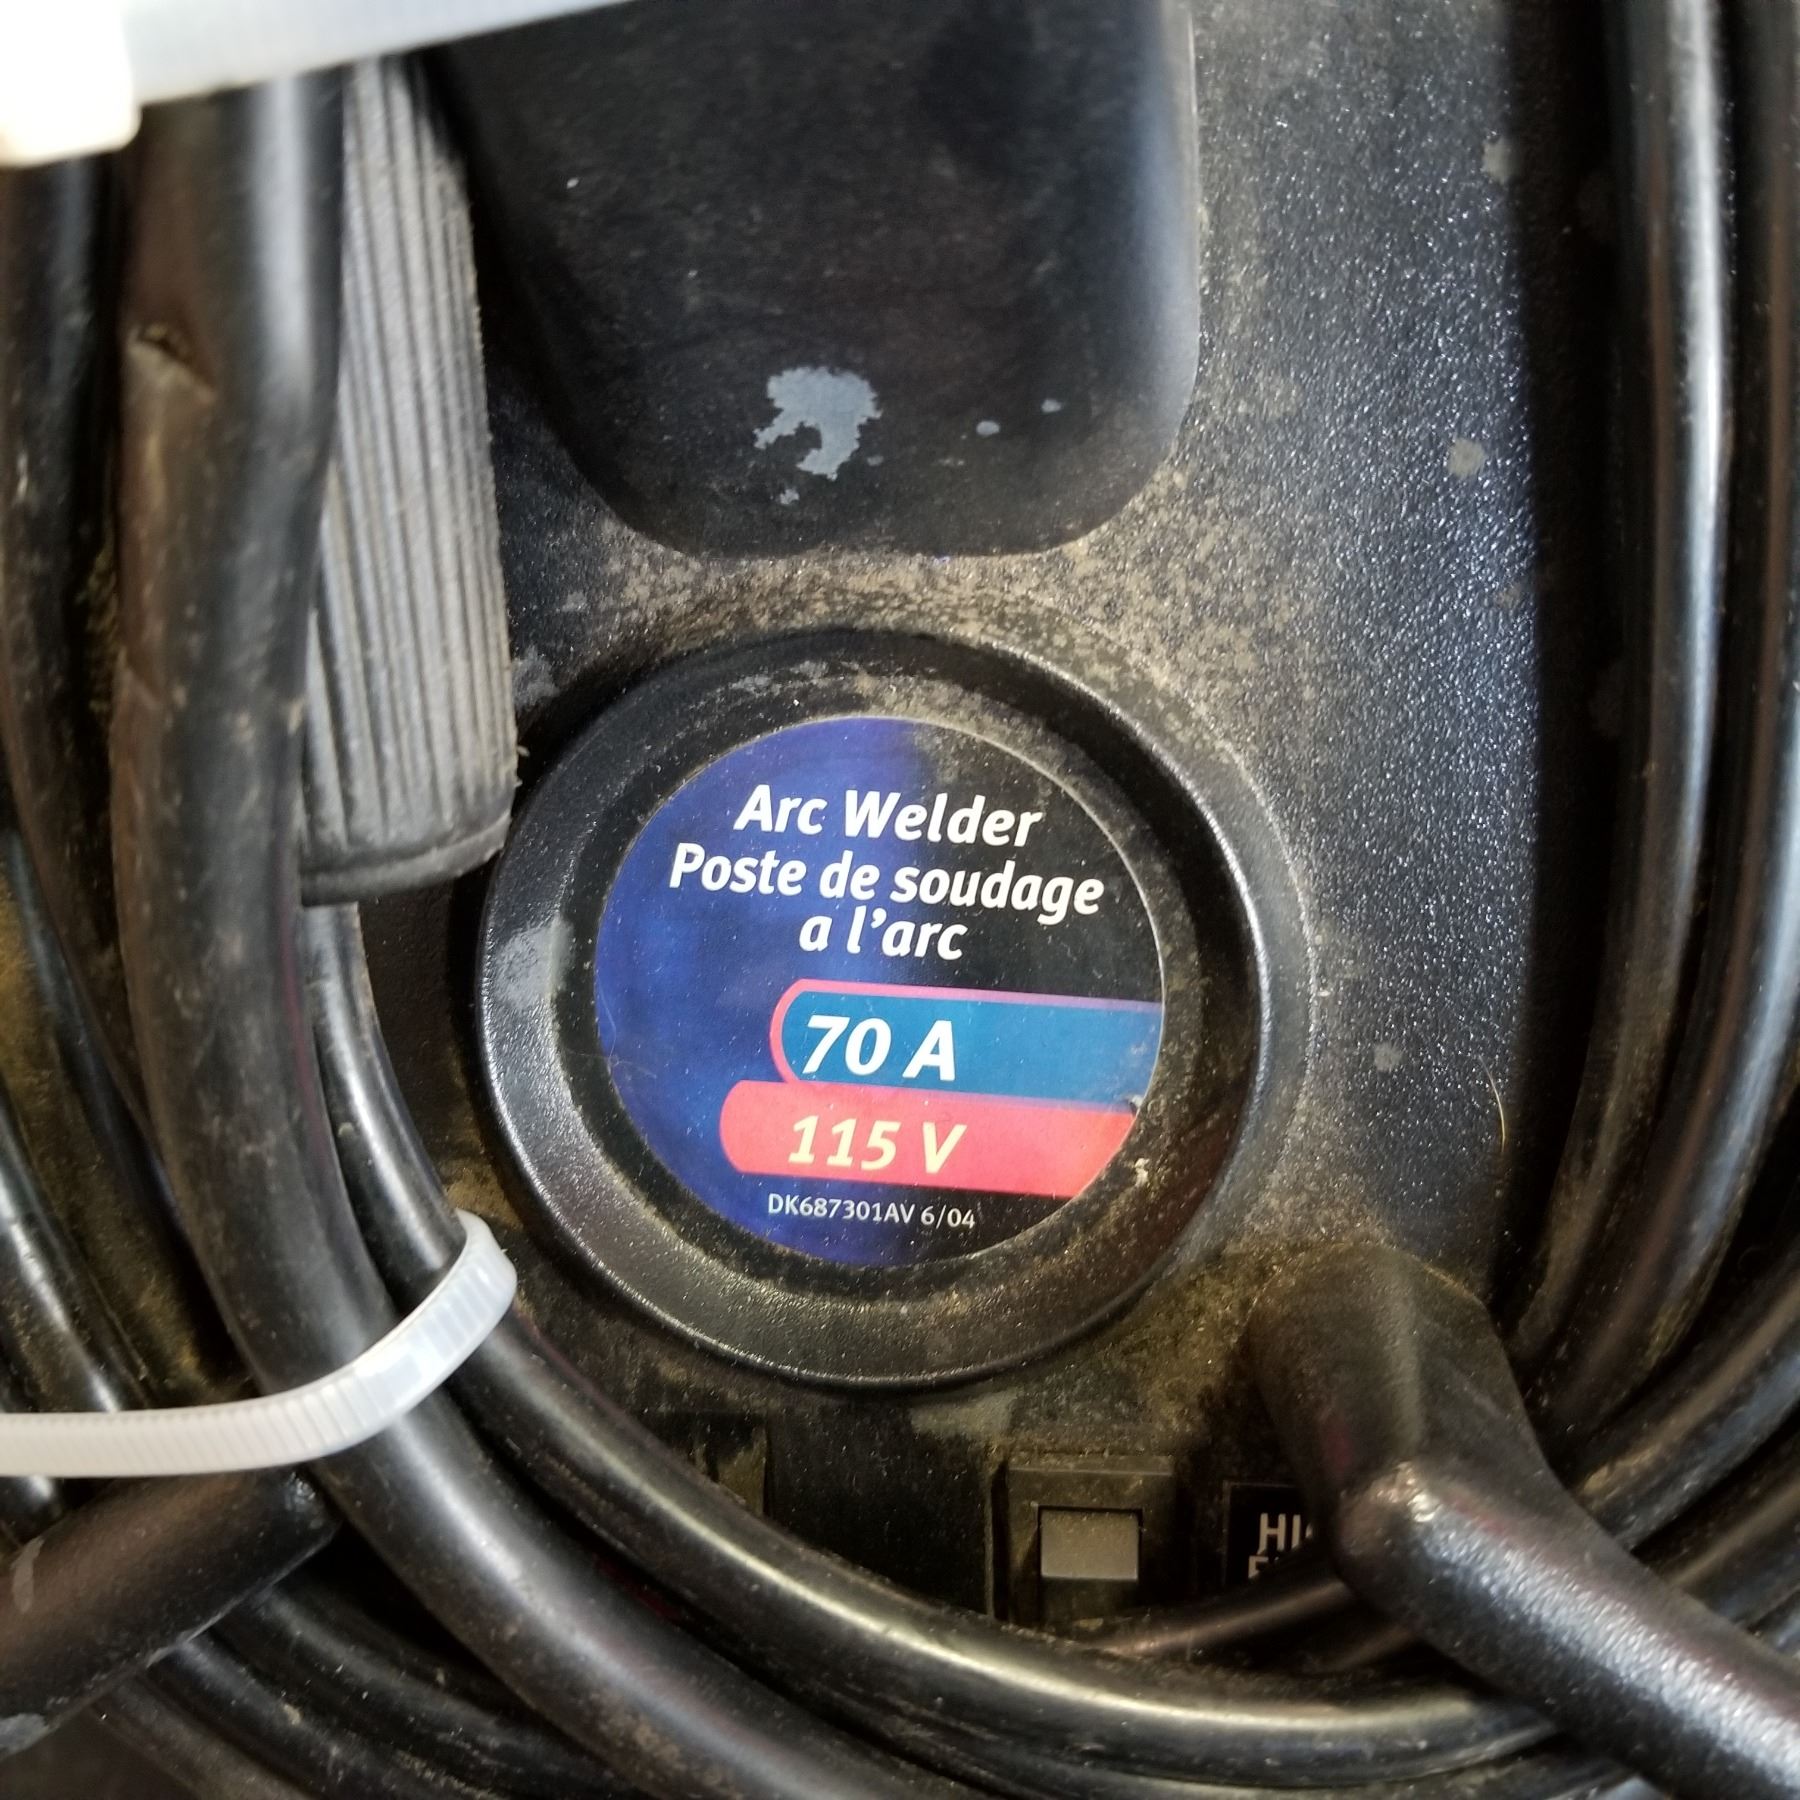 Arc Welder
Poste de soudage
a l'arc
70 A
115 V
DK687301AV 6/04